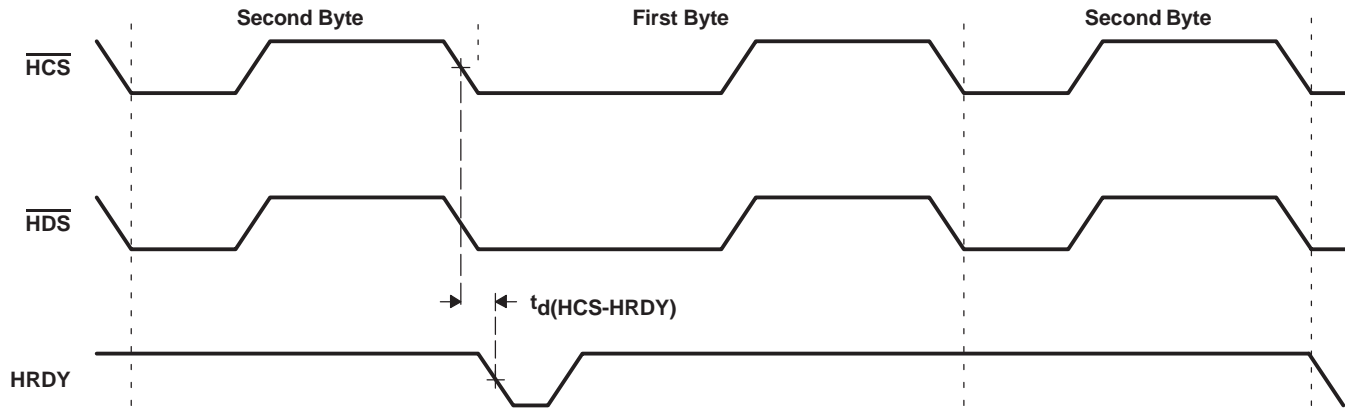 Second Byte First Byte Second Byte
HCS
HDS
td(HCS-HRDY)
HRDY